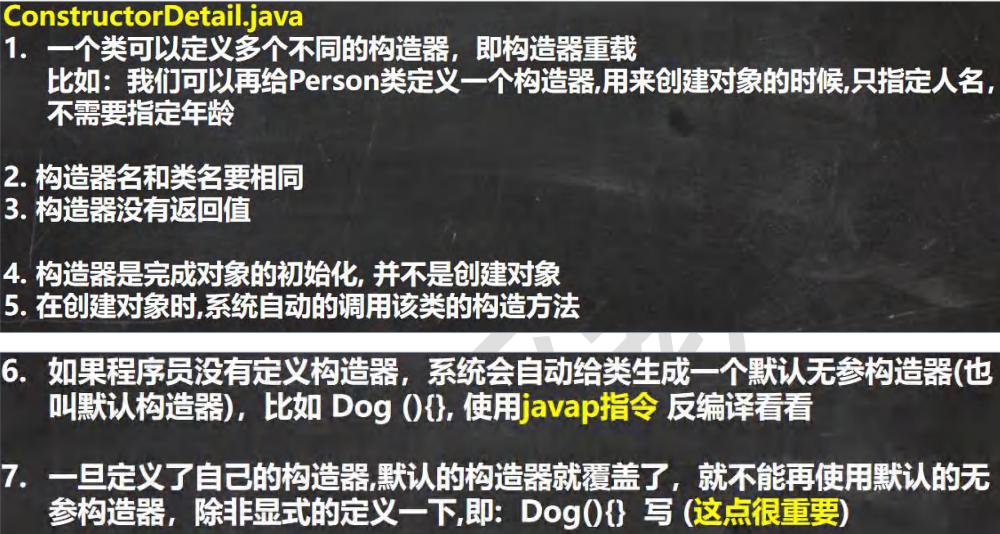 ConstructorDetail.java
1. 一个类可以定义多个不同的构造器，即构造器重载
比如：我们可以再给Person类定义一个构造器,用来创建对象的时候,只指定人名，
不需要指定年龄
2. 构造器名和类名要相同
3. 构造器没有返回值
4. 构造器是完成对象的初始化, 并不是创建对象
5. 在创建对象时,系统自动的调用该类的构造方法
6. 如果程序员没有定义构造器，系统会自动给类生成一个默认无参构造器(也
叫默认构造器)，比如 Dog (){}, 使用javap指令 反编译看看
7. 一旦定义了自己的构造器,默认的构造器就覆盖了，就不能再使用默认的无
参构造器，除非显式的定义一下,即: Dog(){} 写 (这点很重要)